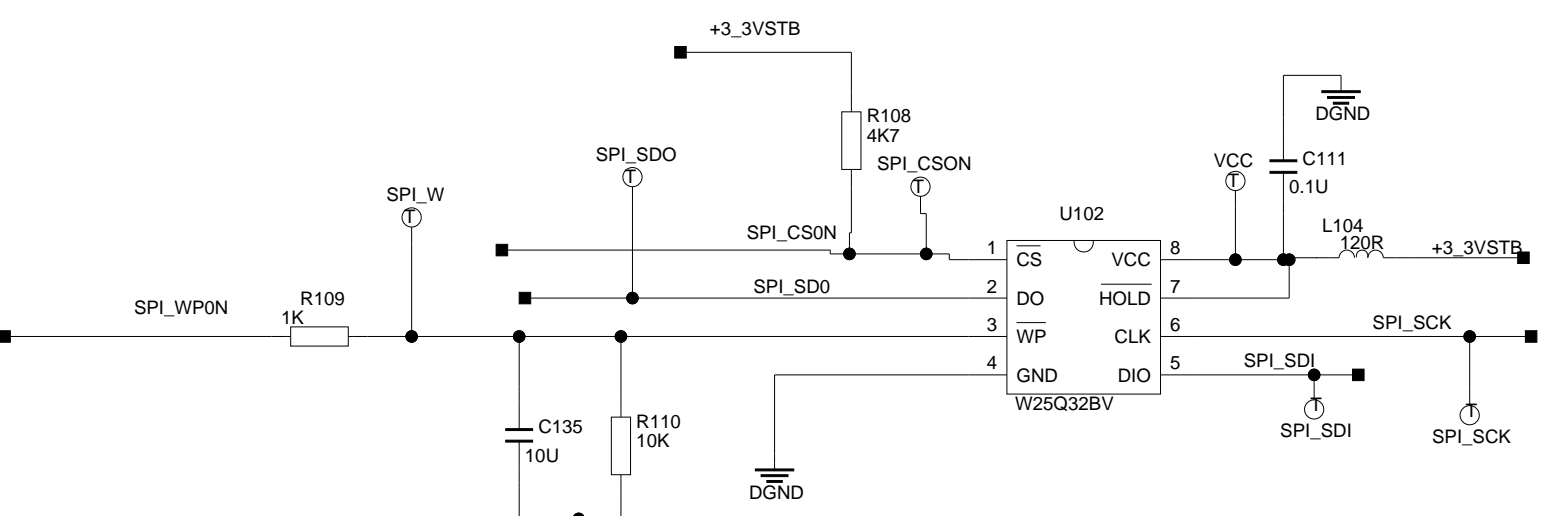 +3_3VSTB
R108
4K7
DGND
SPI_SDO
SPI_CSON
VCC
C111
0.1U
SPI_W
U102
L104
120R
SPI_CS0N
1
CS
VCC
8
+3_3VSTB
SPI_SD0
2
DO
HOLD
7
SPI_WP0N
R109
1K
3
WP
CLK
6
SPI_SCK
4
GND
DIO
5
SPI_SDI
W25Q32BV
C135
10U
R110
10K
SPI_SDI
SPI_SCK
DGND
T
T
T
T
T
T